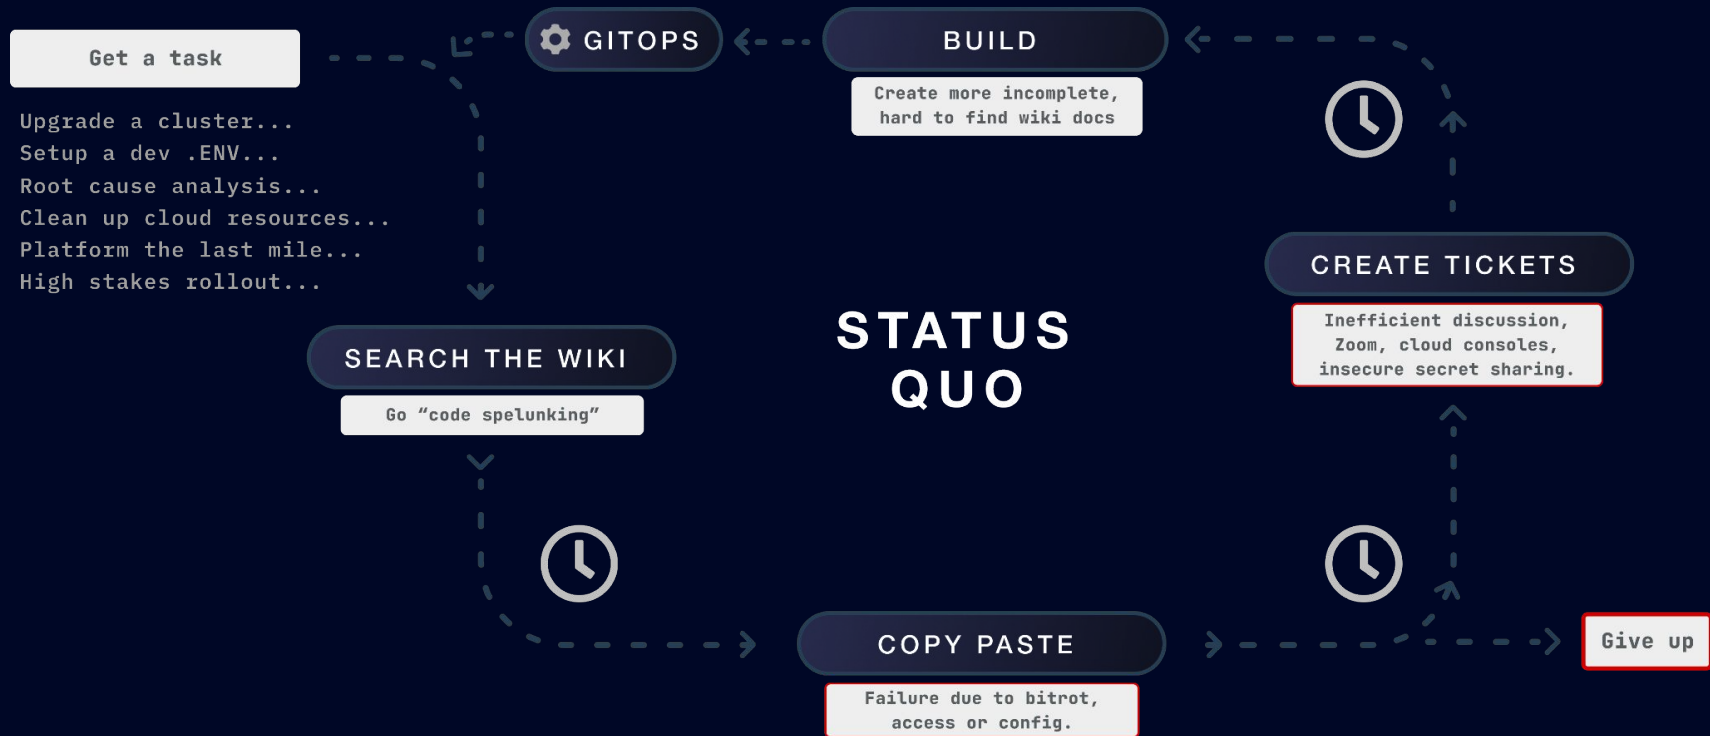 Get a task
Upgrade a cluster...
Setup a dev .ENV...
Root cause analysis...
Clean up cloud resources...
Platform the last mile...
High stakes rollout...
GITOPS
BUILD
Create more incomplete,
hard to find wiki docs
SEARCH THE WIKI
Go “code spelunking”
STATUS
QUO
CREATE TICKETS
Inefficient discussion,
Zoom, cloud consoles,
insecure secret sharing.
COPY PASTE
Failure due to bitrot,
access or config.
Give up